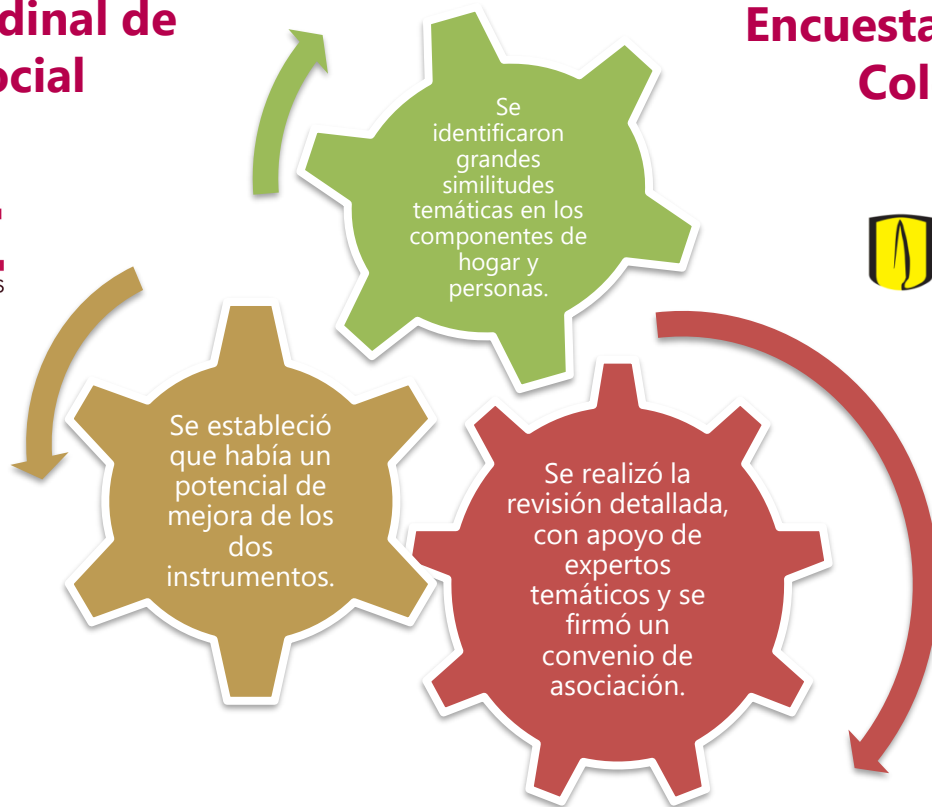 dinal de
ocial
Encuesta
Col
S
Se
identificaron
grandes
similitudes
temáticas en los
componentes de
hogar y
personas.
Se estableció
que había un
potencial de
mejora de los
dos
instrumentos.
Se realizó la
revisión detallada,
con apoyo de
expertos
temáticos y se
firmó un
convenio de
asociación.